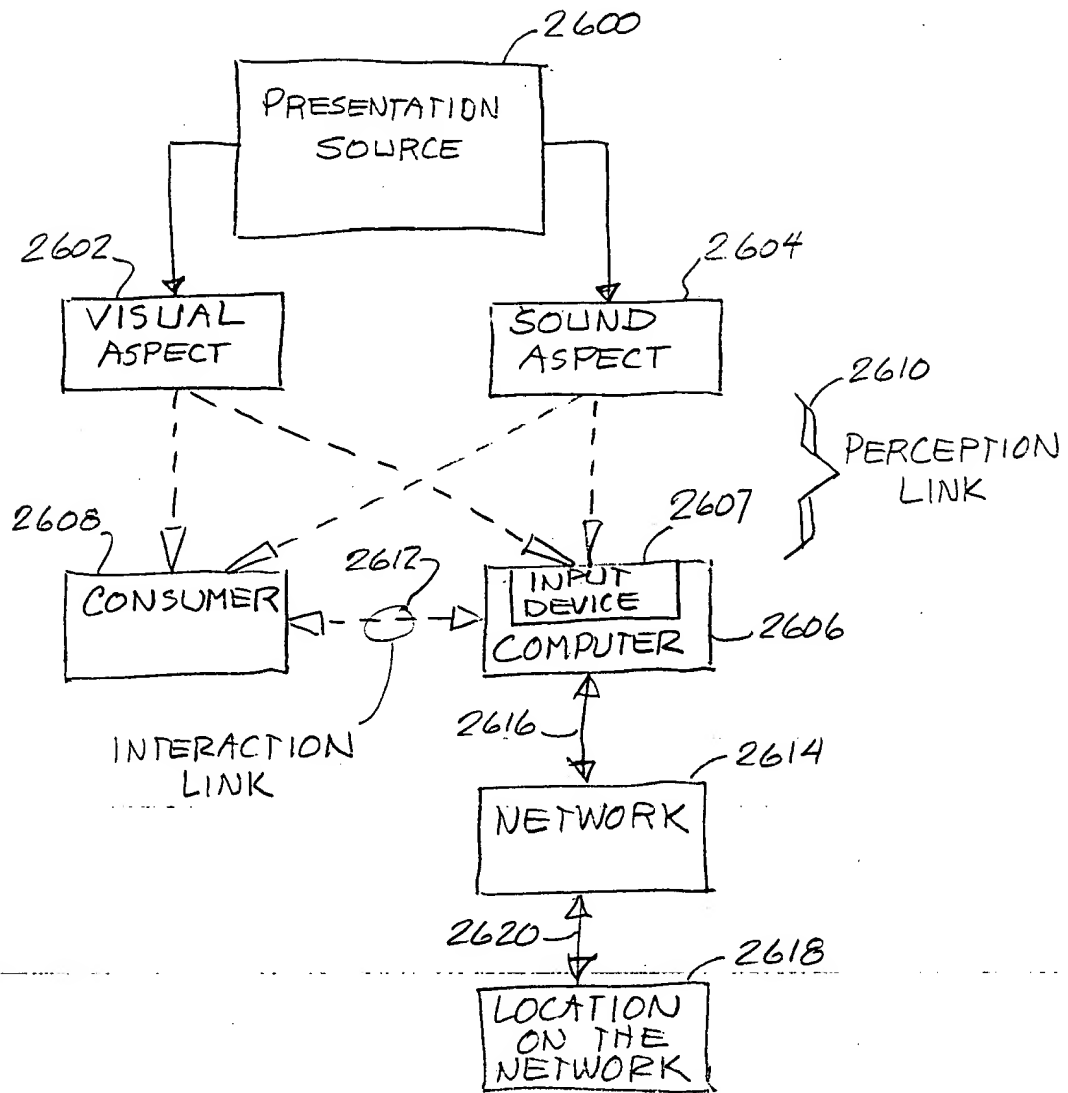 2600
PRESENTATION
SOURCE
2602
2604
VISUAL
ASPECT
SOUND
ASPECT
2610
PERCEPTION
LINK
2608
2612
2607
CONSUMER
INPUT
DEVICE
COMPUTER
2606
INTERACTION
LINK
2616
2614
NETWORK
2620
2618
LOCATION
ON THE
NETWORK